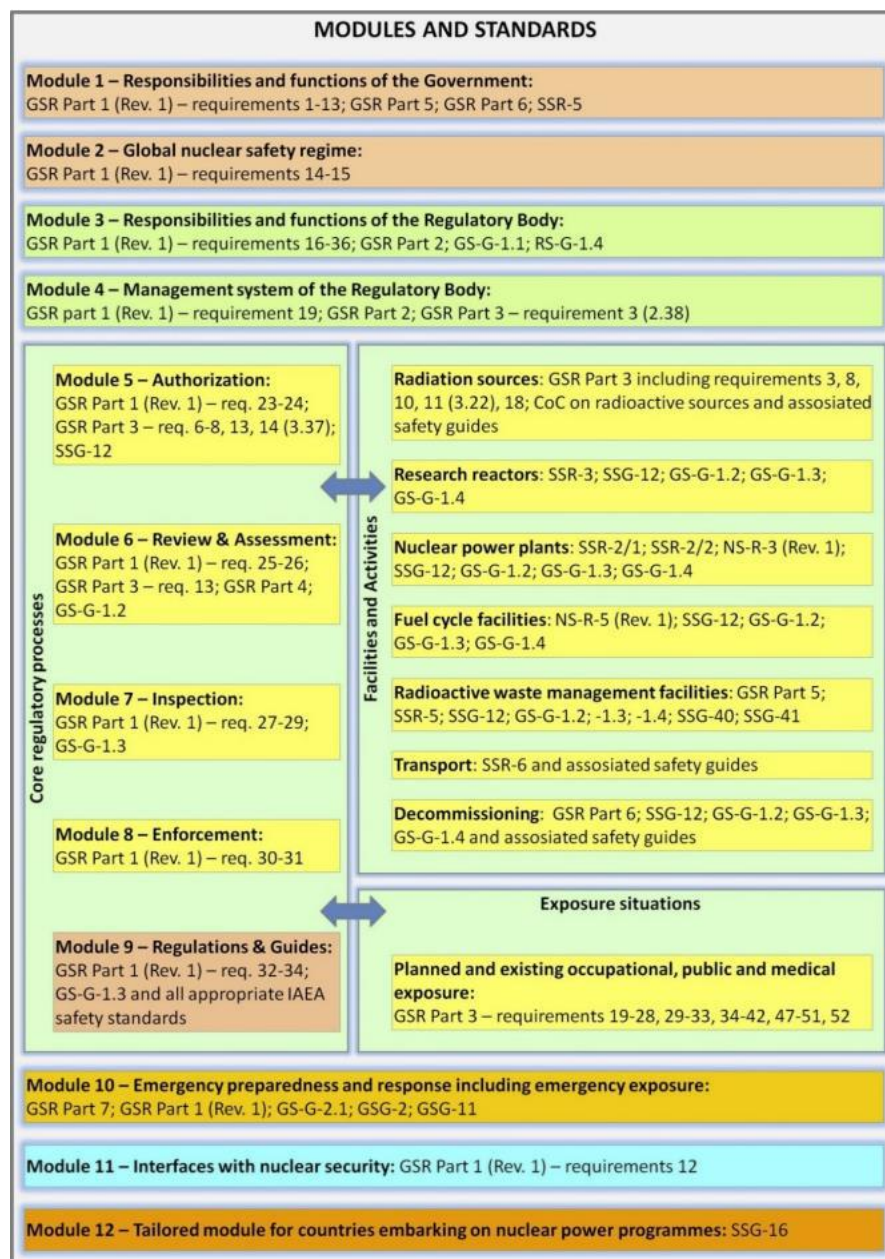 MODULES AND STANDARDS
Module 1 – Responsibilities and functions of the Government:
GSR Part 1 (Rev. 1) – requirements 1-13; GSR Part 5; GSR Part 6; SSR-5
Module 2 – Global nuclear safety regime:
GSR Part 1 (Rev. 1) – requirements 14-15
Module 3 – Responsibilities and functions of the Regulatory Body:
GSR Part 1 (Rev. 1) – requirements 16-36; GSR Part 2; GS-G-1.1; RS-G-1.4
Module 4 – Management system of the Regulatory Body:
GSR part 1 (Rev. 1) – requirement 19; GSR Part 2; GSR Part 3 – requirement 3 (2.38)
Core regulatory processes
Module 5 – Authorization:
GSR Part 1 (Rev. 1) – req. 23-24;
GSR Part 3 – req. 6-8, 13, 14 (3.37);
SSG-12
Module 6 – Review & Assessment:
GSR Part 1 (Rev. 1) – req. 25-26;
GSR Part 3 – req. 13; GSR Part 4;
GS-G-1.2
Module 7 – Inspection:
GSR Part 1 (Rev. 1) – req. 27-29;
GS-G-1.3
Module 8 – Enforcement:
GSR Part 1 (Rev. 1) – req. 30-31
Module 9 – Regulations & Guides:
GSR Part 1 (Rev. 1) – req. 32-34;
GS-G-1.3 and all appropriate IAEA
safety standards
Facilities and Activities
Radiation sources: GSR Part 3 including requirements 3, 8,
10, 11 (3.22), 18; CoC on radioactive sources and assosiated
safety guides
Research reactors: SSR-3; SSG-12; GS-G-1.2; GS-G-1.3;
GS-G-1.4
Nuclear power plants: SSR-2/1; SSR-2/2; NS-R-3 (Rev. 1);
SSG-12; GS-G-1.2; GS-G-1.3; GS-G-1.4
Fuel cycle facilities: NS-R-5 (Rev. 1); SSG-12; GS-G-1.2;
GS-G-1.3; GS-G-1.4
Radioactive waste management facilities: GSR Part 5;
SSR-5; SSG-12; GS-G-1.2; -1.3; -1.4; SSG-40; SSG-41
Transport: SSR-6 and assosiated safety guides
Decommissioning: GSR Part 6; SSG-12; GS-G-1.2; GS-G-1.3;
GS-G-1.4 and assosiated safety guides
Exposure situations
Planned and existing occupational, public and medical
exposure:
GSR Part 3 – requirements 19-28, 29-33, 34-42, 47-51, 52
Module 10 – Emergency preparedness and response including emergency exposure:
GSR Part 7; GSR Part 1 (Rev. 1); GS-G-2.1; GSG-2; GSG-11
Module 11 – Interfaces with nuclear security: GSR Part 1 (Rev. 1) – requirements 12
Module 12 – Tailored module for countries embarking on nuclear power programmes: SSG-16